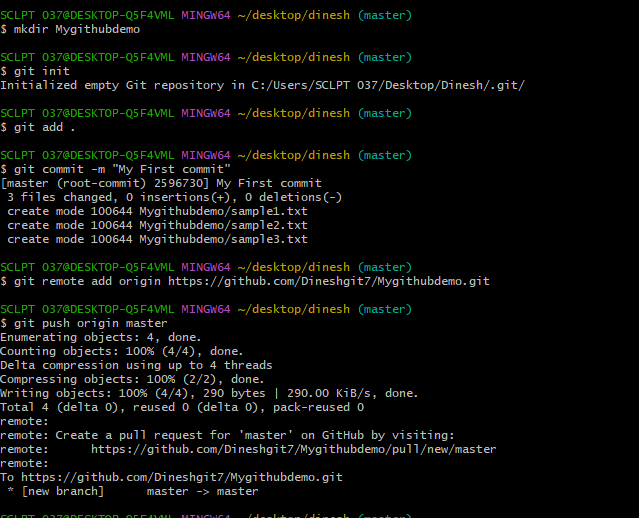 SCLPT O37@DESKTOP-Q5F4VML MINGW64 ~/desktop/dinesh (master)
$ mkdir Mygithubdemo
SCLPT O37@DESKTOP-Q5F4VML MINGW64 ~/desktop/dinesh (master)
$ git init
Initialized empty Git repository in C:/Users/SCLPT O37/Desktop/Dinesh/.git/
SCLPT O37@DESKTOP-Q5F4VML MINGW64 ~/desktop/dinesh (master)
$ git add .
SCLPT O37@DESKTOP-Q5F4VML MINGW64 ~/desktop/dinesh (master)
$ git commit -m "My First commit"
[master (root-commit) 2596730] My First commit
 3 files changed, 0 insertions(+), 0 deletions(-)
 create mode 100644 Mygithubdemo/sample1.txt
 create mode 100644 Mygithubdemo/sample2.txt
 create mode 100644 Mygithubdemo/sample3.txt
SCLPT O37@DESKTOP-Q5F4VML MINGW64 ~/desktop/dinesh (master)
$ git remote add origin https://github.com/Dineshgit7/Mygithubdemo.git
SCLPT O37@DESKTOP-Q5F4VML MINGW64 ~/desktop/dinesh (master)
$ git push origin master
Enumerating objects: 4, done.
Counting objects: 100% (4/4), done.
Delta compression using up to 4 threads
Compressing objects: 100% (2/2), done.
Writing objects: 100% (4/4), 290 bytes | 290.00 KiB/s, done.
Total 4 (delta 0), reused 0 (delta 0), pack-reused 0
remote:
remote: Create a pull request for 'master' on GitHub by visiting:
remote:      https://github.com/Dineshgit7/Mygithubdemo/pull/new/master
remote:
To https://github.com/Dineshgit7/Mygithubdemo.git
 * [new branch]      master -> master
SCLPT O37@DESKTOP-Q5F4VML MINGW64 ~/desktop/dinesh (master)